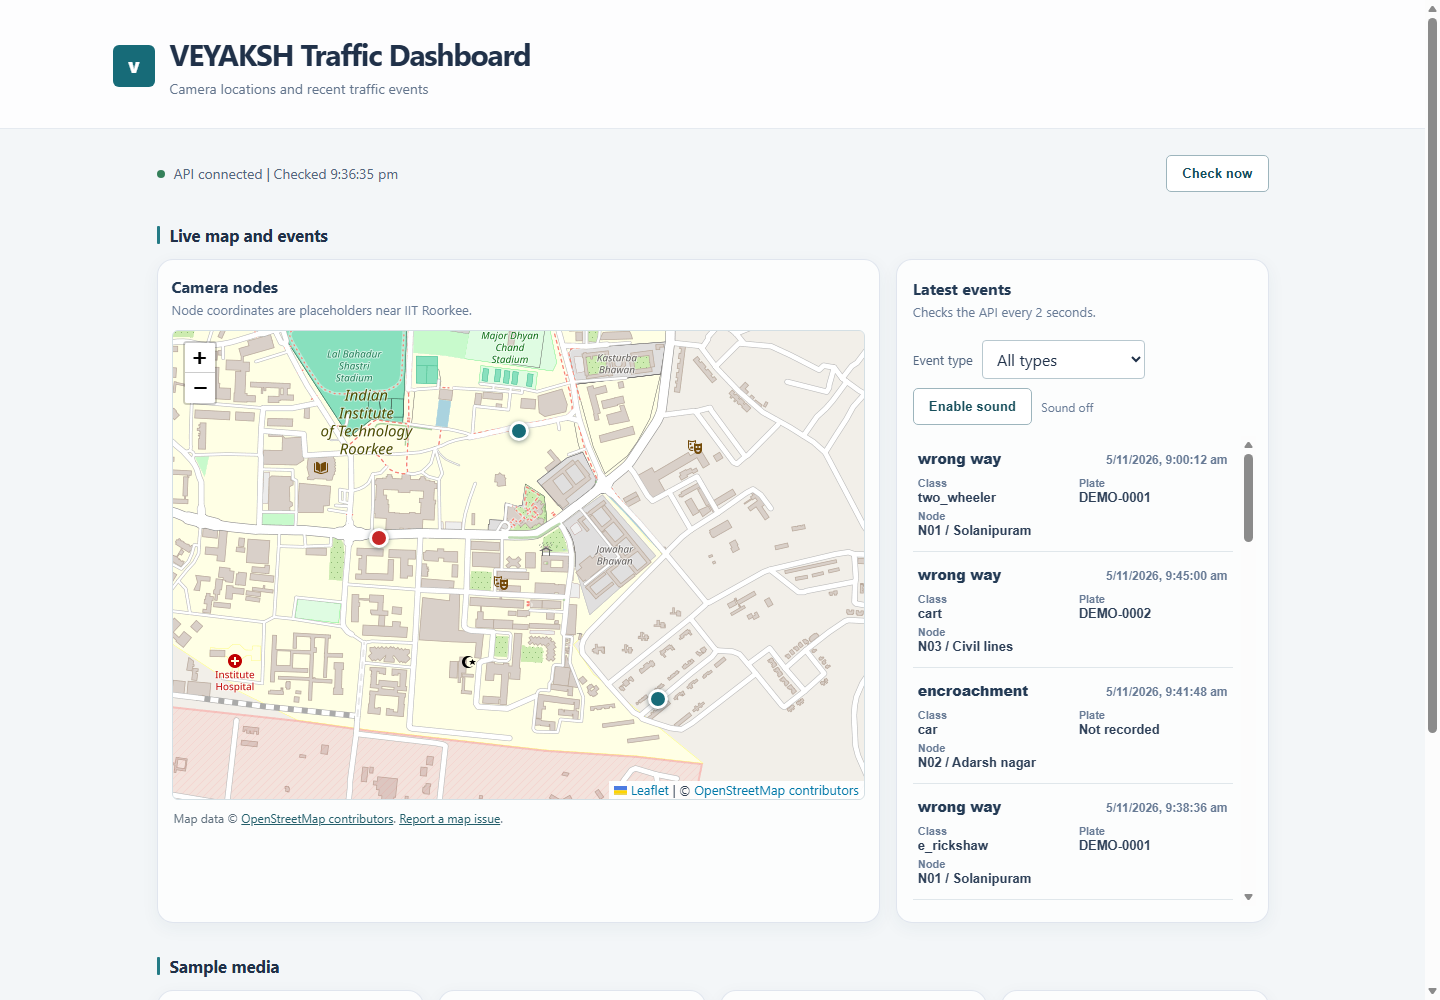 V
VEYAKSH Traffic Dashboard
Camera locations and recent traffic events
API connected | Checked 9:36:35 pm
Check now
Live map and events
Camera nodes
Node coordinates are placeholders near IIT Roorkee.
+
−
Lal Bahadur
Shastri
Stadium
Major Dhyan
Chand
Stadium
Kasturba
Bhawan
Indian
Institute
of Technology
Roorkee
Jawahar
Bhawan
Institute
Hospital
Leaflet | © OpenStreetMap contributors
Map data © OpenStreetMap contributors. Report a map issue.
Latest events
Checks the API every 2 seconds.
Event type
All types
Enable sound
Sound off
wrong way 5/11/2026, 9:00:12 am
Class Plate
two_wheeler DEMO-0001
Node
N01 / Solanipuram
wrong way 5/11/2026, 9:45:00 am
Class Plate
cart DEMO-0002
Node
N03 / Civil lines
encroachment 5/11/2026, 9:41:48 am
Class Plate
car Not recorded
Node
N02 / Adarsh nagar
wrong way 5/11/2026, 9:38:36 am
Class Plate
e_rickshaw DEMO-0001
Node
N01 / Solanipuram
Sample media